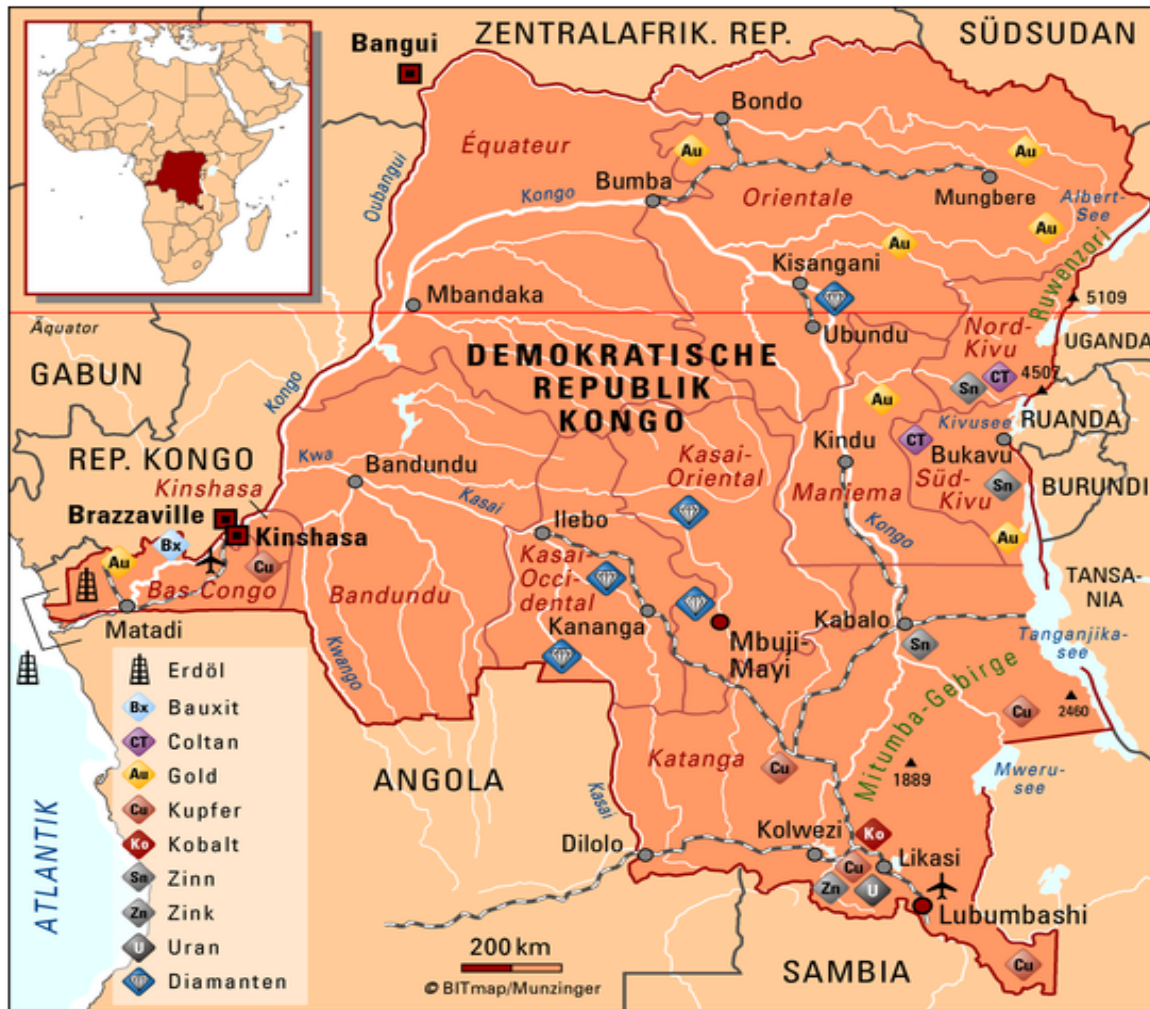 ZENTRALAFRIK. REP.
SÜDSUDAN
Bangui
Bondo
Équateur
Au
Au
Oubangui
Kongo
Bumba
Orientale
Mungbere
Albert-
See
Au
Au
Kisangani
Ruwenzori
Mbandaka
5109
Äquator
Ubundu
Nord-
Kivu
UGANDA
GABUN
DEMOKRATISCHE
REPUBLIK
KONGO
Kongo
CT
4507
Sn
Au
RUANDA
Kivusee
CT
Bukavu
REP. KONGO
Kwa
Bandundu
Kasai-
Oriental
Kindu
Süd-
Kivu
Sn
BURUNDI
Kinshasa
Kasai
Maniema
Brazzaville
Kinshasa
Ilebo
Kongo
Au
Bx
Au
Cu
Bas-Congo
Bandundu
Kasai-
Occi-
dental
TANSA-
NIA
Matadi
Kananga
Mbuji-
Mayi
Kabalo
Sn
Tanganjika-
see
Kwango
Mitumba-Gebirge
Cu
2460
Erdöl
Bx Bauxit
CT Coltan
Au Gold
Cu Kupfer
Ko Kobalt
Sn Zinn
Zn Zink
U Uran
Diamanten
ATLANTIK
ANGOLA
Katanga
Cu
1889
Mweru-
see
Kasai
Dilolo
Kolwezi
Ko
Likasi
Cu
Zn
U
Lubumbashi
200 km
SAMBIA
Cu
© BITmap/Munzinger